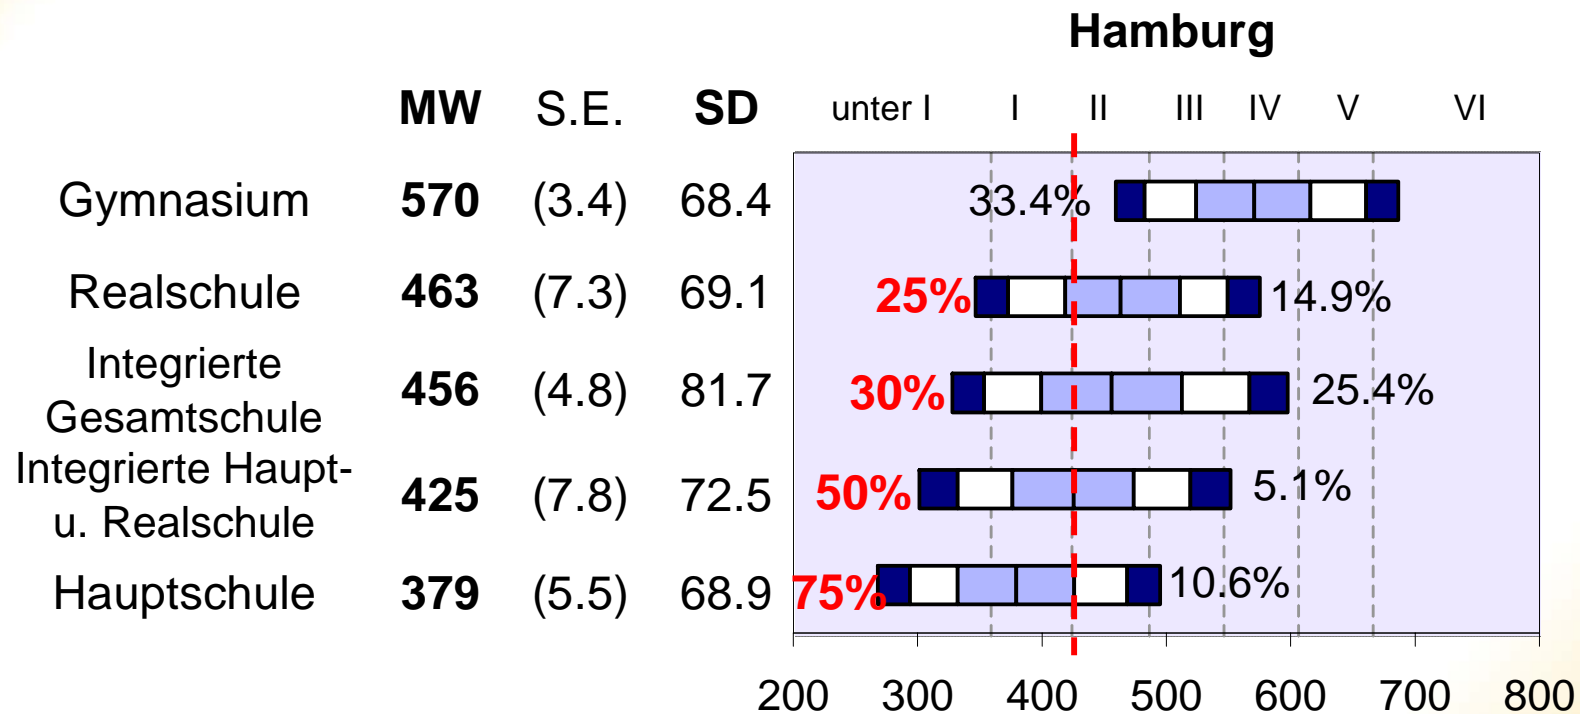 Hamburg
MW S.E. SD unter I I II III IV V VI
Gymnasium 570 (3.4) 68.4 33.4%
Realschule 463 (7.3) 69.1 25% 14.9%
Integrierte
Gesamtschule 456 (4.8) 81.7 30% 25.4%
Integrierte Haupt-
u. Realschule 425 (7.8) 72.5 50% 5.1%
Hauptschule 379 (5.5) 68.9 75% 10.6%
200 300 400 500 600 700 800